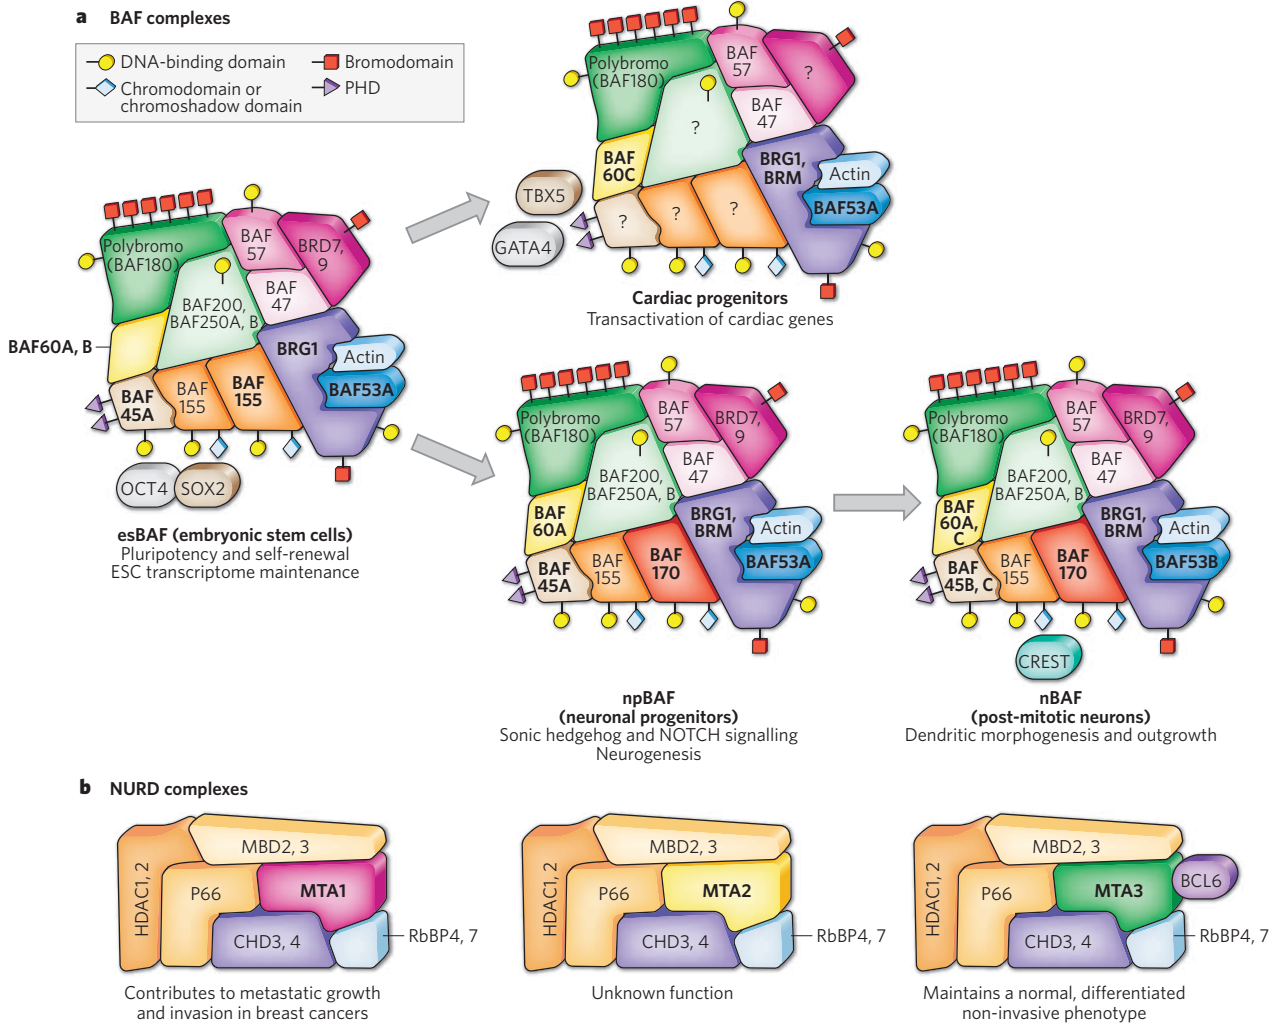 a BAF complexes
DNA-binding domain
Bromodomain
Chromodomain or
chromoshadow domain
PHD
Polybromo
(BAF180)
BAF
57
?
?
BAF
47
BAF
60C
BRG1,
BRM
Actin
BAF53A
?
?
?
TBX5
GATA4
Cardiac progenitors
Transactivation of cardiac genes
Polybromo
(BAF180)
BAF
57
BRD7,
9
BAF200,
BAF250A, B
BAF
47
BAF60A, B
BRG1
Actin
BAF53A
BAF
45A
BAF
155
BAF
155
OCT4
SOX2
esBAF (embryonic stem cells)
Pluripotency and self-renewal
ESC transcriptome maintenance
Polybromo
(BAF180)
BAF
57
BRD7,
9
BAF200,
BAF250A, B
BAF
47
BAF
60A
BRG1,
BRM
Actin
BAF53A
BAF
45A
BAF
155
BAF
170
npBAF
(neuronal progenitors)
Sonic hedgehog and NOTCH signalling
Neurogenesis
Polybromo
(BAF180)
BAF
57
BRD7,
9
BAF200,
BAF250A, B
BAF
47
BAF
60A,
C
BRG1,
BRM
Actin
BAF53B
BAF
45B, C
BAF
155
BAF
170
CREST
nBAF
(post-mitotic neurons)
Dendritic morphogenesis and outgrowth
b NURD complexes
HDAC1, 2
MBD2, 3
P66
MTA1
CHD3, 4
RbBP4, 7
Contributes to metastatic growth
and invasion in breast cancers
HDAC1, 2
MBD2, 3
P66
MTA2
CHD3, 4
RbBP4, 7
Unknown function
HDAC1, 2
MBD2, 3
P66
MTA3
BCL6
CHD3, 4
RbBP4, 7
Maintains a normal, differentiated
non-invasive phenotype